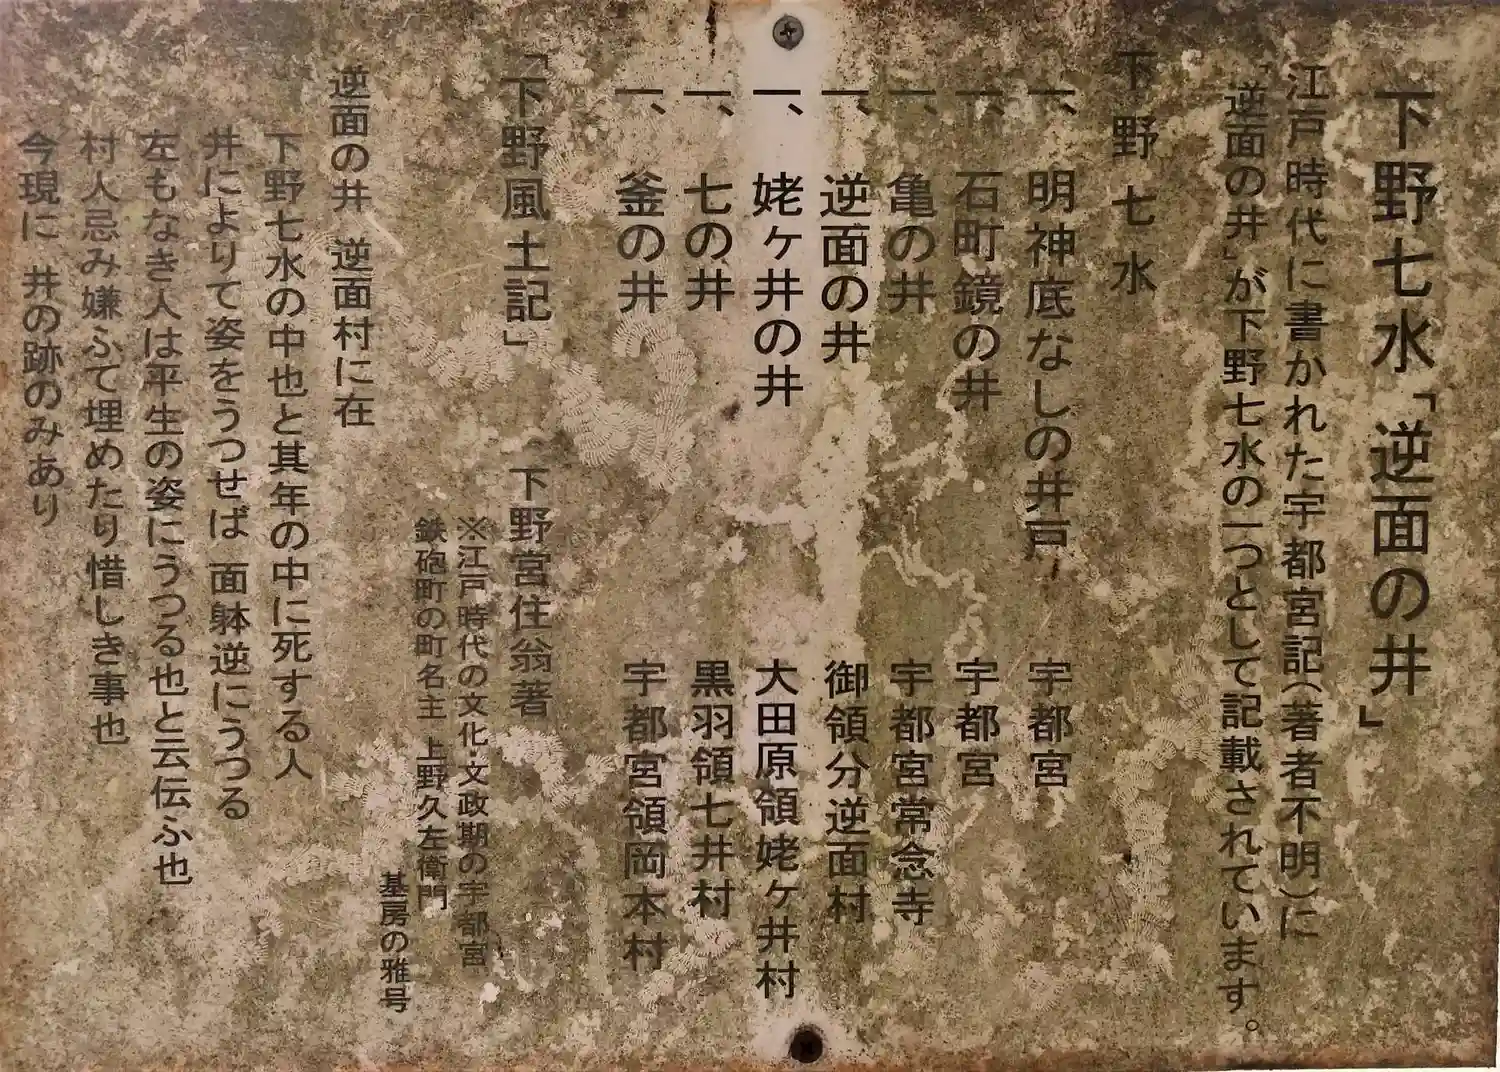 下野七水「逆面の井」
江戸時代に書かれた宇都宮記(著者不明)に
「逆面の井」が下野七水の一つとして記載されています。
下野七水
一、明神底なしの井戸 宇都宮
一、石町鏡の井 宇都宮
一、亀の井 宇都宮常念寺
一、逆面の井 御領分逆面村
一、姥ヶ井の井 大田原領姥ヶ井村
一、七の井 黒羽領七井村
一、釜の井 宇都宮領岡本村
「下野風土記」 下野宮住翁著
※江戸時代の文化・文政期の宇都宮
鉄砲町の町名主 上野久左衛門
基房の雅号
逆面の井 逆面村に在
下野七水の中也と其年の中に死する人
井によりて姿をうつせば 面躰逆にうつる
左もなき人は平生の姿にうつる也と云伝ふ也
村人忌み嫌ふて埋めたり惜しき事也
今現に 井の跡のみあり